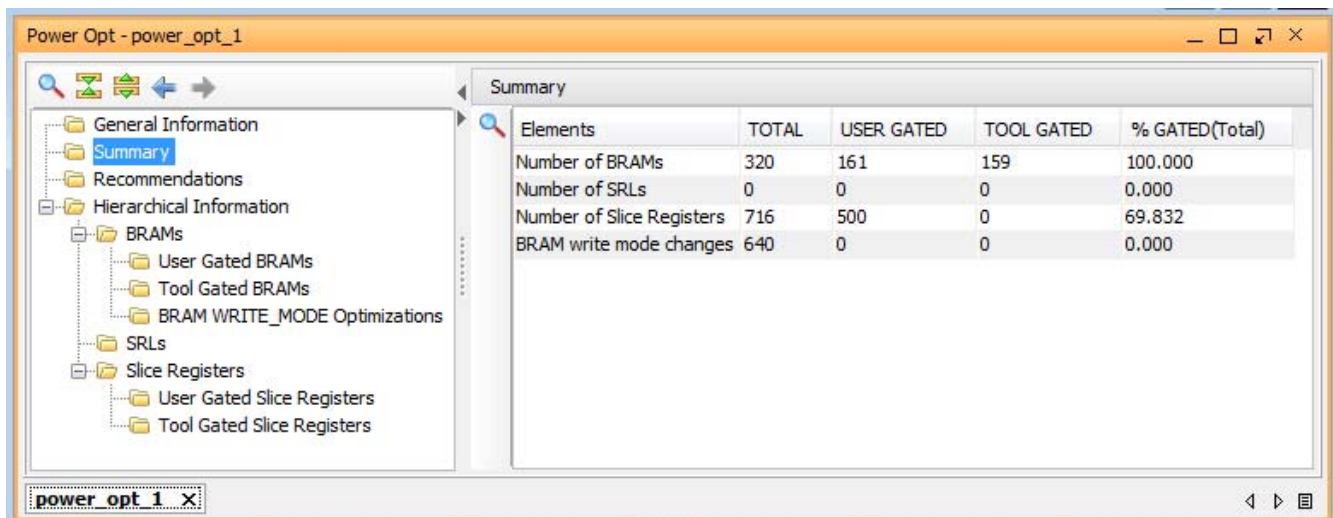 Power Opt - power_opt_1
General Information
Summary
Recommendations
Hierarchical Information
BRAMs
User Gated BRAMs
Tool Gated BRAMs
BRAM WRITE_MODE Optimizations
SRLs
Slice Registers
User Gated Slice Registers
Tool Gated Slice Registers
Summary
Elements TOTAL USER GATED TOOL GATED % GATED(Total)
Number of BRAMs 320 161 159 100.000
Number of SRLs 0 0 0 0.000
Number of Slice Registers 716 500 0 69.832
BRAM write mode changes 640 0 0 0.000
power_opt_1